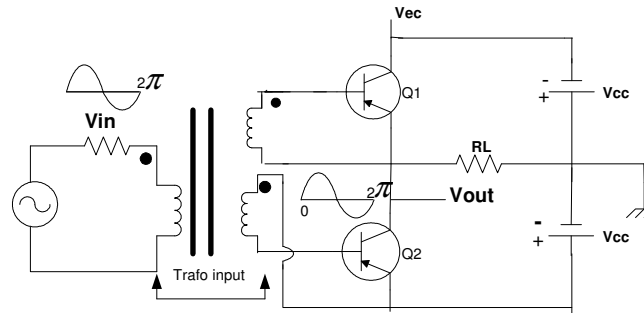 Vec
2π
Vin
Q1
-
+
Vcc
RL
0
2π
Vout
Q2
-
+
Vcc
Trafo input